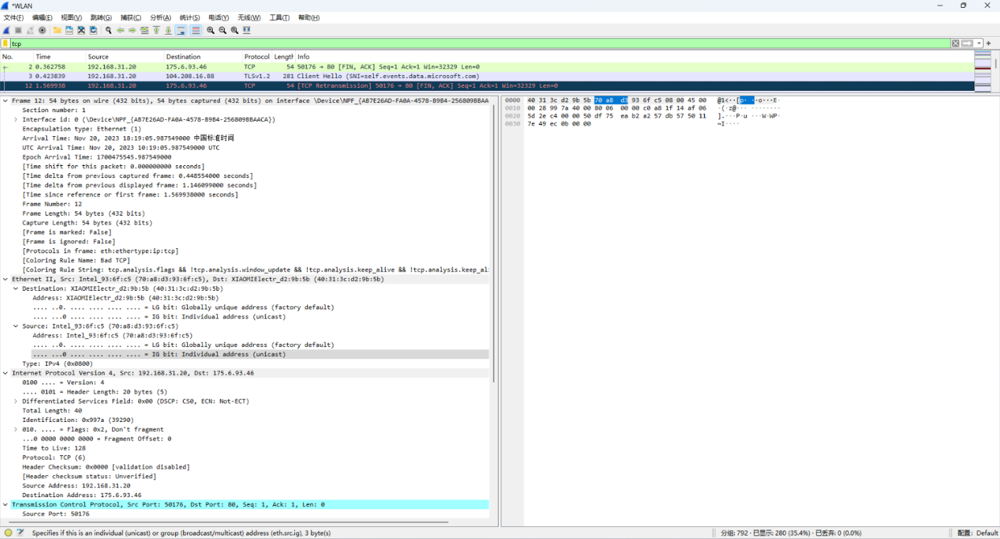 *WLAN
文件(F) 编辑(E) 视图(V) 跳转(G) 捕获(C) 分析(A) 统计(S) 电话(Y) 无线(W) 工具(T) 帮助(H)
tcp
No. Time Source Destination Protocol Length Info
2 0.362758 192.168.31.20 175.6.93.46 TCP 54 50176 → 80 [FIN, ACK] Seq=1 Ack=1 Win=32329 Len=0
3 0.423839 192.168.31.20 104.208.16.88 TLSv1.2 281 Client Hello (SNI=self.events.data.microsoft.com)
12 1.569938 192.168.31.20 175.6.93.46 TCP 54 [TCP Retransmission] 50176 → 80 [FIN, ACK] Seq=1 Ack=1 Win=32329 Len=0
Frame 12: 54 bytes on wire (432 bits), 54 bytes captured (432 bits) on interface \Device\NPF_{AB7E26AD-FA0A-4578-B9B4-256809BBAA
Section number: 1
Interface id: 0 (\Device\NPF_{AB7E26AD-FA0A-4578-B9B4-256809BBAACA})
Encapsulation type: Ethernet (1)
Arrival Time: Nov 20, 2023 18:19:05.987549000 中国标准时间
UTC Arrival Time: Nov 20, 2023 10:19:05.987549000 UTC
Epoch Arrival Time: 1700475545.987549000
[Time shift for this packet: 0.000000000 seconds]
[Time delta from previous captured frame: 0.448554000 seconds]
[Time delta from previous displayed frame: 1.146099000 seconds]
[Time since reference or first frame: 1.569938000 seconds]
Frame Number: 12
Frame Length: 54 bytes (432 bits)
Capture Length: 54 bytes (432 bits)
[Frame is marked: False]
[Frame is ignored: False]
[Protocols in frame: eth:ethertype:ip:tcp]
[Coloring Rule Name: Bad TCP]
[Coloring Rule String: tcp.analysis.flags && !tcp.analysis.window_update && !tcp.analysis.keep_alive && !tcp.analysis.keep_al
Ethernet II, Src: Intel_93:6f:c5 (70:a8:d3:93:6f:c5), Dst: XIAOMIElectr_d2:9b:5b (40:31:3c:d2:9b:5b)
Destination: XIAOMIElectr_d2:9b:5b (40:31:3c:d2:9b:5b)
Address: XIAOMIElectr_d2:9b:5b (40:31:3c:d2:9b:5b)
.... ..0. .... .... .... .... = LG bit: Globally unique address (factory default)
.... ...0 .... .... .... .... = IG bit: Individual address (unicast)
Source: Intel_93:6f:c5 (70:a8:d3:93:6f:c5)
Address: Intel_93:6f:c5 (70:a8:d3:93:6f:c5)
.... ..0. .... .... .... .... = LG bit: Globally unique address (factory default)
.... ...0 .... .... .... .... = IG bit: Individual address (unicast)
Type: IPv4 (0x0800)
Internet Protocol Version 4, Src: 192.168.31.20, Dst: 175.6.93.46
0100 .... = Version: 4
.... 0101 = Header Length: 20 bytes (5)
Differentiated Services Field: 0x00 (DSCP: CS0, ECN: Not-ECT)
Total Length: 40
Identification: 0x997a (39290)
010. .... = Flags: 0x2, Don't fragment
...0 0000 0000 0000 = Fragment Offset: 0
Time to Live: 128
Protocol: TCP (6)
Header Checksum: 0x0000 [validation disabled]
[Header checksum status: Unverified]
Source Address: 192.168.31.20
Destination Address: 175.6.93.46
Transmission Control Protocol, Src Port: 50176, Dst Port: 80, Seq: 1, Ack: 1, Len: 0
Source Port: 50176
0000 40 31 3c d2 9b 5b 70 a8 d3 93 6f c5 08 00 45 00 @1<··[p· ··o···E·
0010 00 28 99 7a 40 00 80 06 00 00 c0 a8 1f 14 af 06 ·(·z@··· ········
0020 5d 2e c4 00 00 50 df 75 ea b2 a2 57 db 57 50 11 ].···P·u ···W·WP·
0030 7e 49 ec 0b 00 00 ~I····
Specifies if this is an individual (unicast) or group (broadcast/multicast) address (eth.src.ig), 3 byte(s)
分组: 792 · 已显示: 280 (35.4%) · 已丢弃: 0 (0.0%)
配置: Default